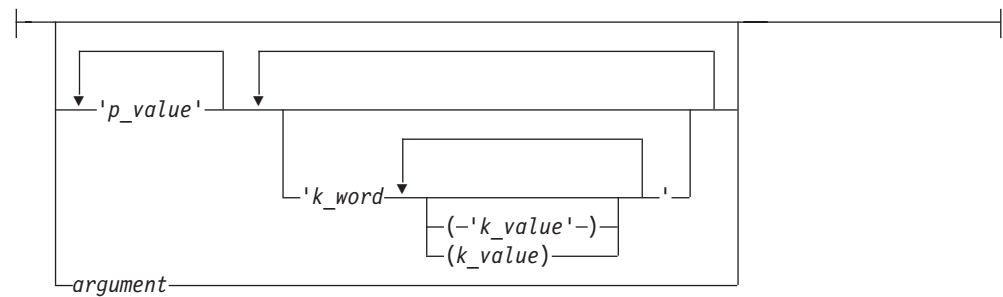 'p_value'
'k_word '
(-'k_value'-)
(k_value)
argument